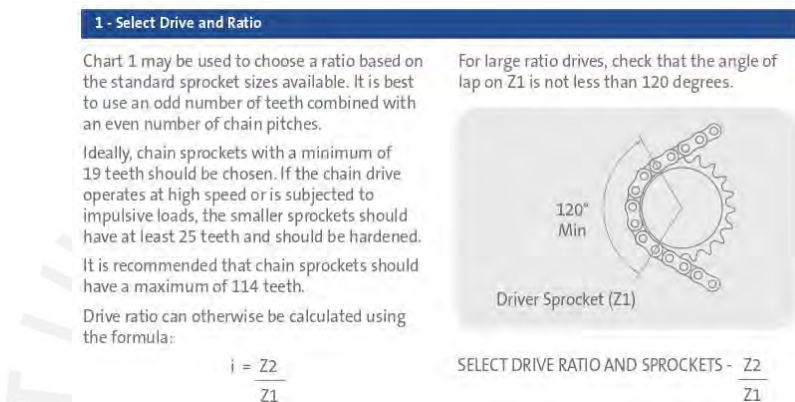 1 - Select Drive and Ratio
Chart 1 may be used to choose a ratio based on
the standard sprocket sizes available. It is best
to use an odd number of teeth combined with
an even number of chain pitches.
Ideally, chain sprockets with a minimum of
19 teeth should be chosen. If the chain drive
operates at high speed or is subjected to
impulsive loads, the smaller sprockets should
have at least 25 teeth and should be hardened.
It is recommended that chain sprockets should
have a maximum of 114 teeth.
Drive ratio can otherwise be calculated using
the formula:
i = Z2
Z1
For large ratio drives, check that the angle of
lap on Z1 is not less than 120 degrees.
120°
Min
Driver Sprocket (Z1)
SELECT DRIVE RATIO AND SPROCKETS - Z2
Z1